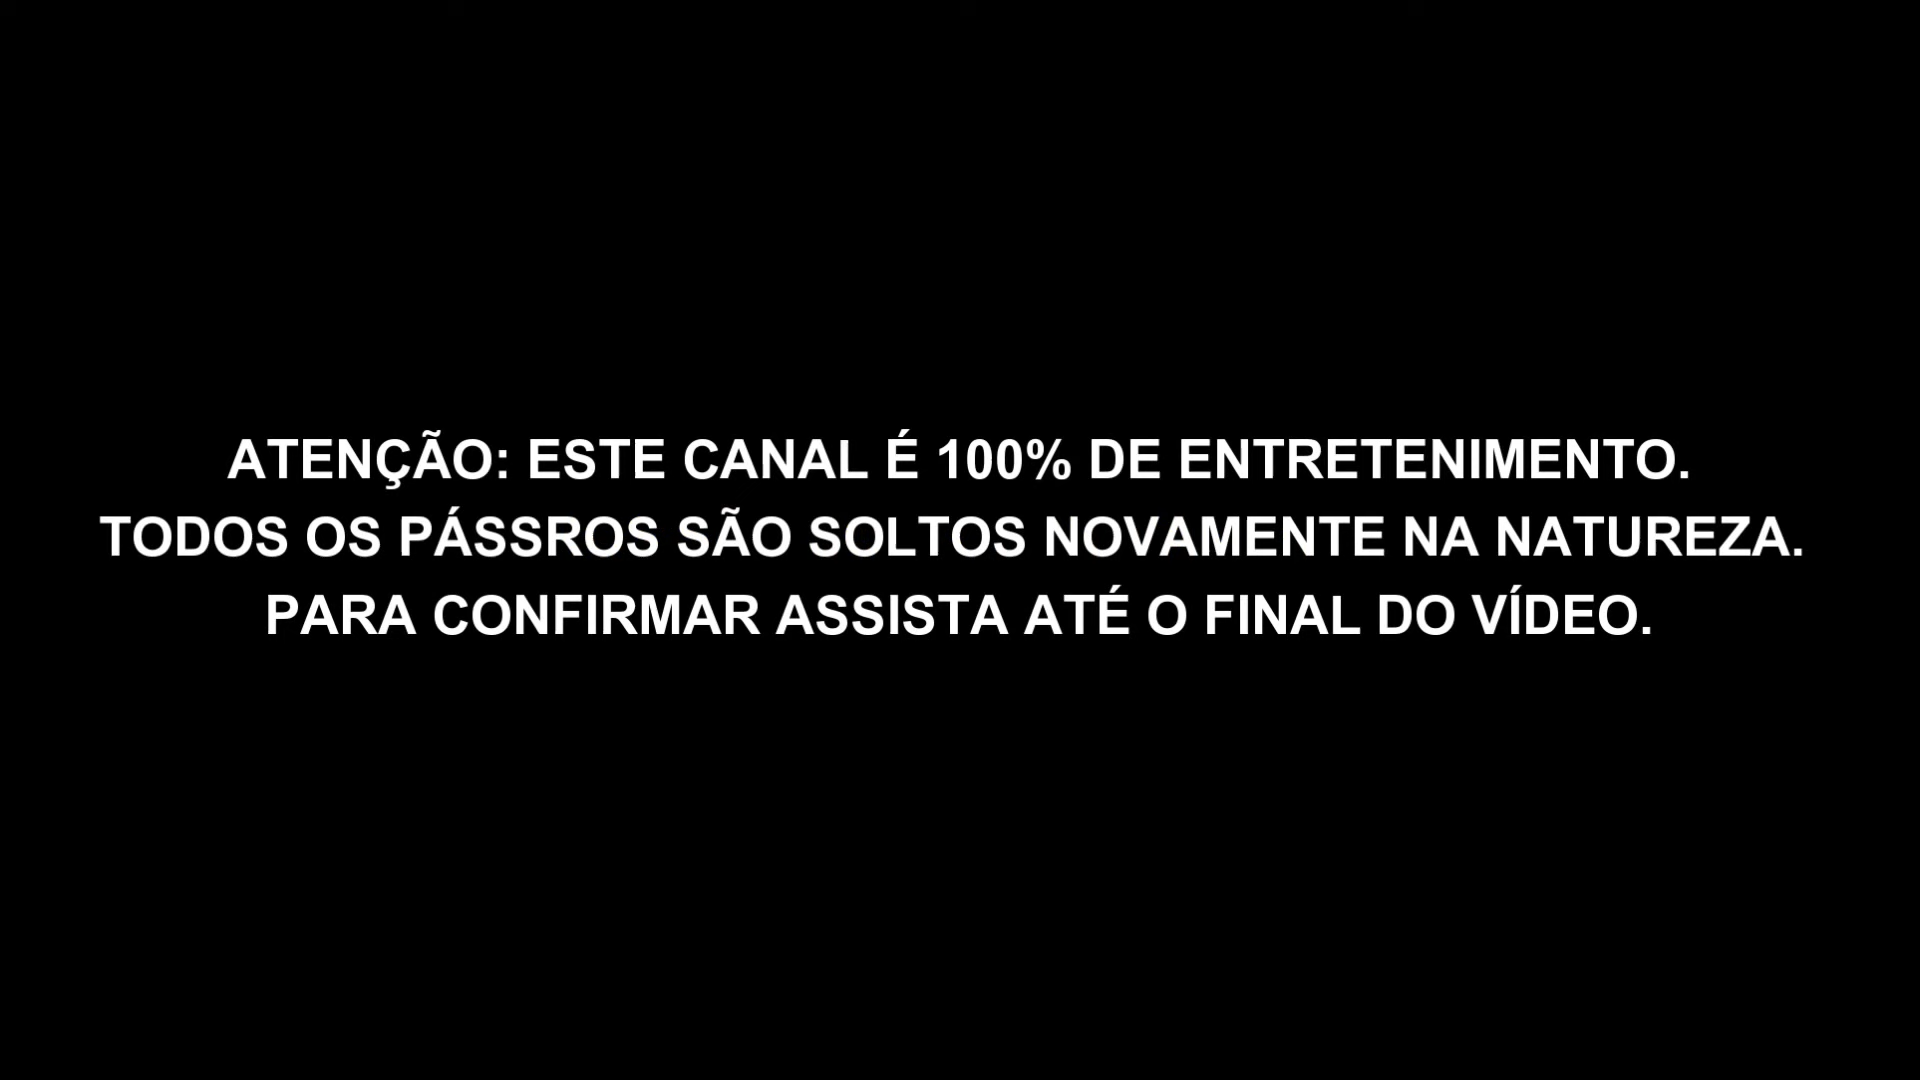 ATENÇÃO: ESTE CANAL É 100% DE ENTRETENIMENTO.
TODOS OS PÁSSROS SÃO SOLTOS NOVAMENTE NA NATUREZA.
PARA CONFIRMAR ASSISTA ATÉ O FINAL DO VÍDEO.